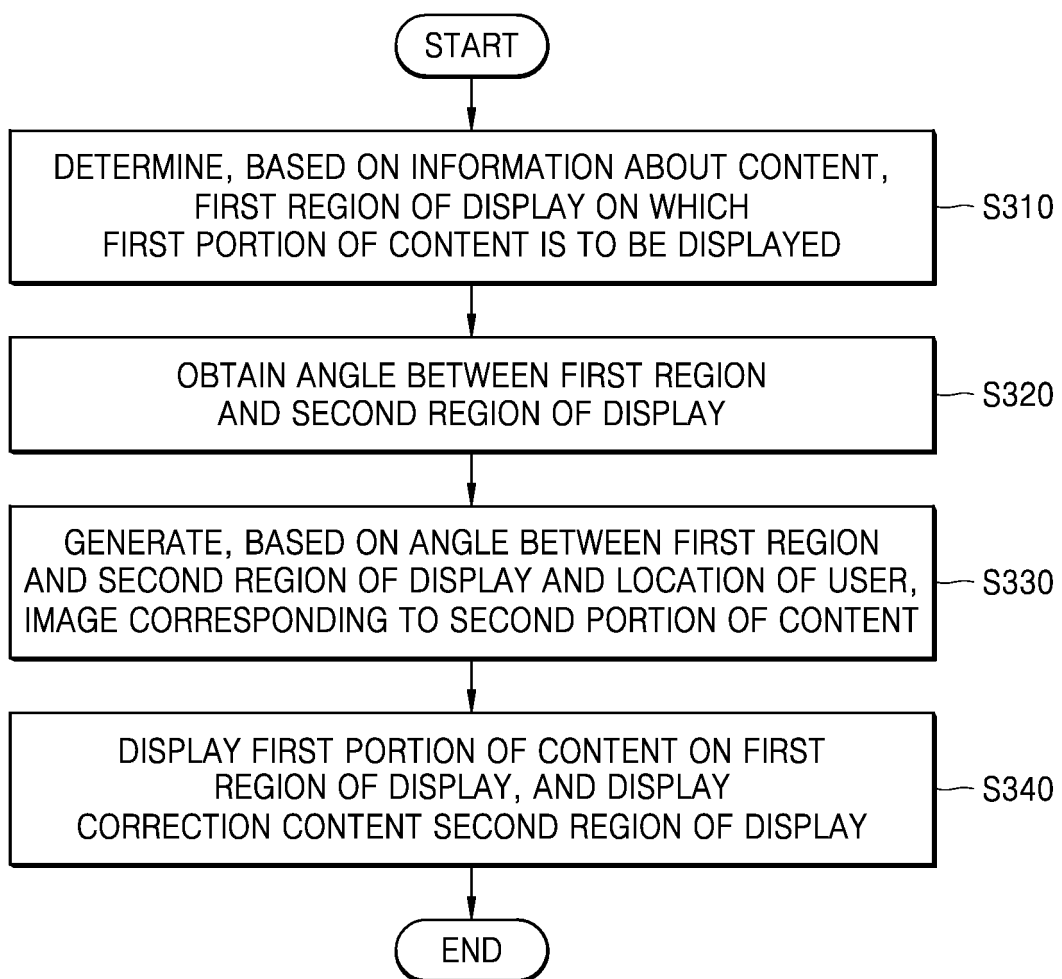 START
DETERMINE, BASED ON INFORMATION ABOUT CONTENT,
FIRST REGION OF DISPLAY ON WHICH
FIRST PORTION OF CONTENT IS TO BE DISPLAYED
S310
OBTAIN ANGLE BETWEEN FIRST REGION
AND SECOND REGION OF DISPLAY
S320
GENERATE, BASED ON ANGLE BETWEEN FIRST REGION
AND SECOND REGION OF DISPLAY AND LOCATION OF USER,
IMAGE CORRESPONDING TO SECOND PORTION OF CONTENT
S330
DISPLAY FIRST PORTION OF CONTENT ON FIRST
REGION OF DISPLAY, AND DISPLAY
CORRECTION CONTENT SECOND REGION OF DISPLAY
S340
END